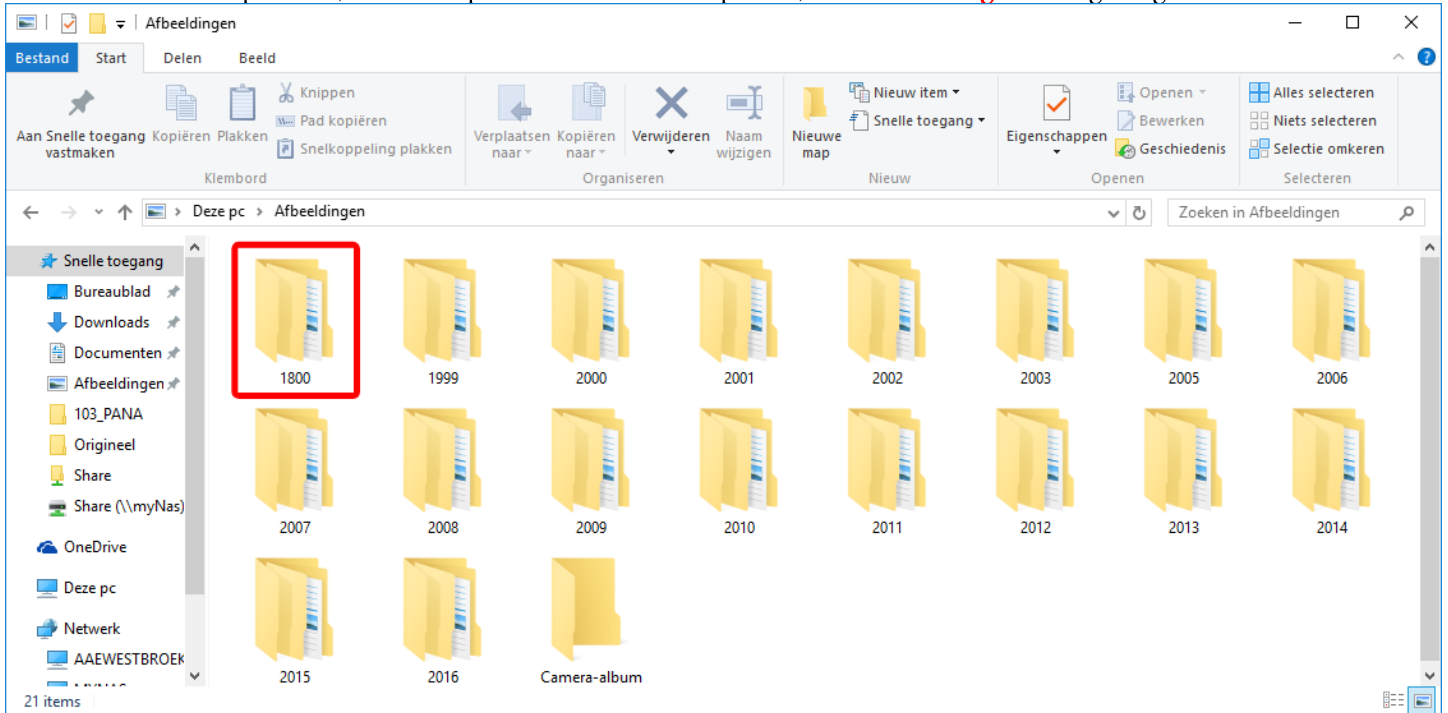 Afbeeldingen
Bestand Start Delen Beeld
Aan Snelle toegang vastmaken
Kopiëren
Plakken
Knippen
Pad kopiëren
Snelkoppeling plakken
Klembord
Verplaatsen naar
Kopiëren naar
Verwijderen
Naam wijzigen
Organiseren
Nieuwe map
Nieuw item
Snelle toegang
Nieuw
Eigenschappen
Openen
Bewerken
Geschiedenis
Openen
Alles selecteren
Niets selecteren
Selectie omkeren
Selecteren
Deze pc > Afbeeldingen
Zoeken in Afbeeldingen
Snelle toegang
Bureaublad
Downloads
Documenten
Afbeeldingen
103_PANA
Origineel
Share
Share (\\myNas)
OneDrive
Deze pc
Netwerk
AAEWESTBROEK
1800 1999 2000 2001 2002 2003 2005 2006
2007 2008 2009 2010 2011 2012 2013 2014
2015 2016 Camera-album
21 items